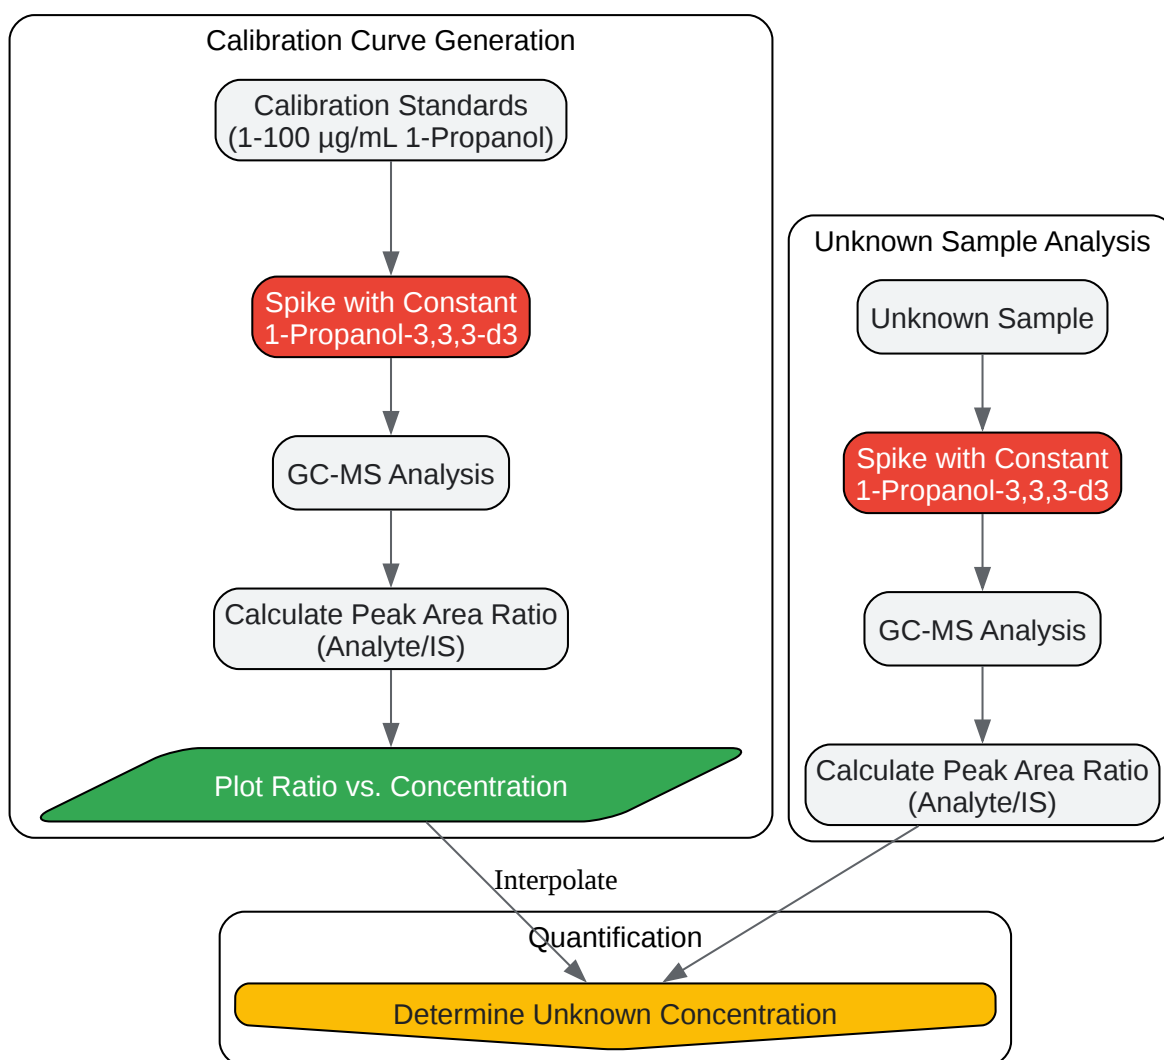 Calibration Curve Generation
Calibration Standards
(1-100 µg/mL 1-Propanol)
Spike with Constant
1-Propanol-3,3,3-d3
GC-MS Analysis
Calculate Peak Area Ratio
(Analyte/IS)
Plot Ratio vs. Concentration
Unknown Sample Analysis
Unknown Sample
Spike with Constant
1-Propanol-3,3,3-d3
GC-MS Analysis
Calculate Peak Area Ratio
(Analyte/IS)
Interpolate
Quantification
Determine Unknown Concentration